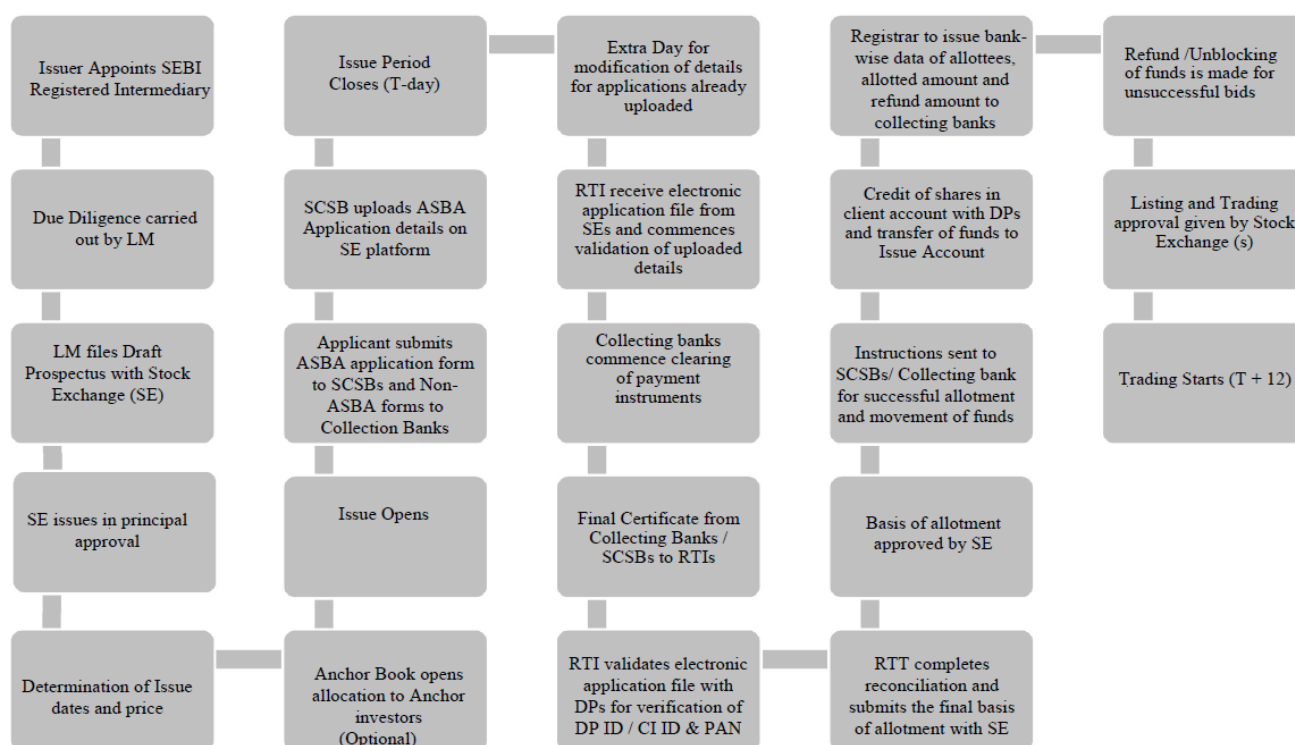 Issuer Appoints SEBI
Registered Intermediary
Due Diligence carried
out by LM
LM files Draft
Prospectus with Stock
Exchange (SE)
SE issues in principal
approval
Determination of Issue
dates and price
Anchor Book opens
allocation to Anchor
investors
(Optional)
Issue Opens
Applicant submits
ASBA application form
to SCSBs and Non-
ASBA forms to
Collection Banks
SCSB uploads ASBA
Application details on
SE platform
Issue Period
Closes (T-day)
Extra Day for
modification of details
for applications already
uploaded
RTI receive electronic
application file from
SEs and commences
validation of uploaded
details
Collecting banks
commence clearing
of payment
instruments
Final Certificate from
Collecting Banks /
SCSBs to RTIs
RTI validates electronic
application file with
DPs for verification of
DP ID / CI ID & PAN
RTT completes
reconciliation and
submits the final basis
of allotment with SE
Basis of allotment
approved by SE
Instructions sent to
SCSBs/ Collecting bank
for successful allotment
and movement of funds
Credit of shares in
client account with DPs
and transfer of funds to
Issue Account
Registrar to issue bank-
wise data of allottees,
allotted amount and
refund amount to
collecting banks
Refund /Unblocking
of funds is made for
unsuccessful bids
Listing and Trading
approval given by Stock
Exchange (s)
Trading Starts (T + 12)